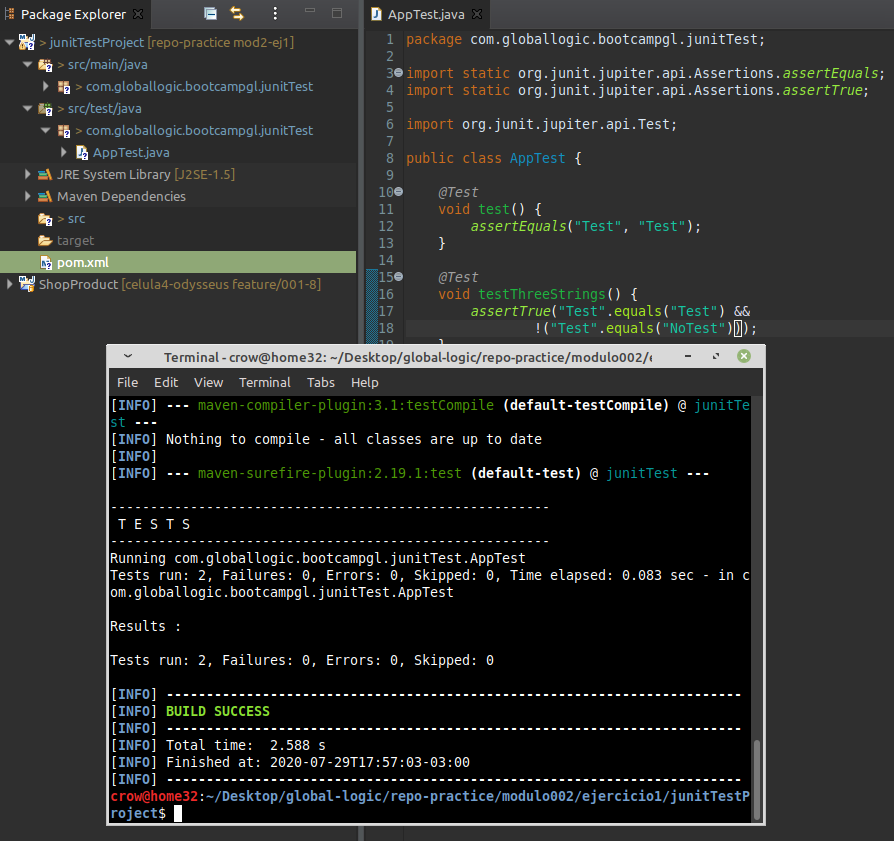 Package Explorer
> junitTestProject [repo-practice mod2-ej1]
> src/main/java
> com.globallogic.bootcampgl.junitTest
> src/test/java
> com.globallogic.bootcampgl.junitTest
> AppTest.java
JRE System Library [J2SE-1.5]
Maven Dependencies
> src
target
pom.xml
> ShopProduct [celula4-odysseus feature/001-8]
AppTest.java
1 package com.globallogic.bootcampgl.junitTest;
2
3 import static org.junit.jupiter.api.Assertions.assertEquals;
4 import static org.junit.jupiter.api.Assertions.assertTrue;
5
6 import org.junit.jupiter.api.Test;
7
8 public class AppTest {
9
10 @Test
11 void test() {
12 assertEquals("Test", "Test");
13 }
14
15 @Test
16 void testThreeStrings() {
17 assertTrue("Test".equals("Test") &&
18 !("Test".equals("NoTest")));
Terminal - crow@home32: ~/Desktop/global-logic/repo-practice/modulo002/e
File Edit View Terminal Tabs Help
[INFO] --- maven-compiler-plugin:3.1:testCompile (default-testCompile) @ junitTe
st ---
[INFO] Nothing to compile - all classes are up to date
[INFO]
[INFO] --- maven-surefire-plugin:2.19.1:test (default-test) @ junitTest ---
-------------------------------------------------------
T E S T S
-------------------------------------------------------
Running com.globallogic.bootcampgl.junitTest.AppTest
Tests run: 2, Failures: 0, Errors: 0, Skipped: 0, Time elapsed: 0.083 sec - in c
om.globallogic.bootcampgl.junitTest.AppTest
Results :
Tests run: 2, Failures: 0, Errors: 0, Skipped: 0
[INFO] ------------------------------------------------------------------------
[INFO] BUILD SUCCESS
[INFO] ------------------------------------------------------------------------
[INFO] Total time:  2.588 s
[INFO] Finished at: 2020-07-29T17:57:03-03:00
[INFO] ------------------------------------------------------------------------
crow@home32:~/Desktop/global-logic/repo-practice/modulo002/ejercicio1/junitTestP
roject$